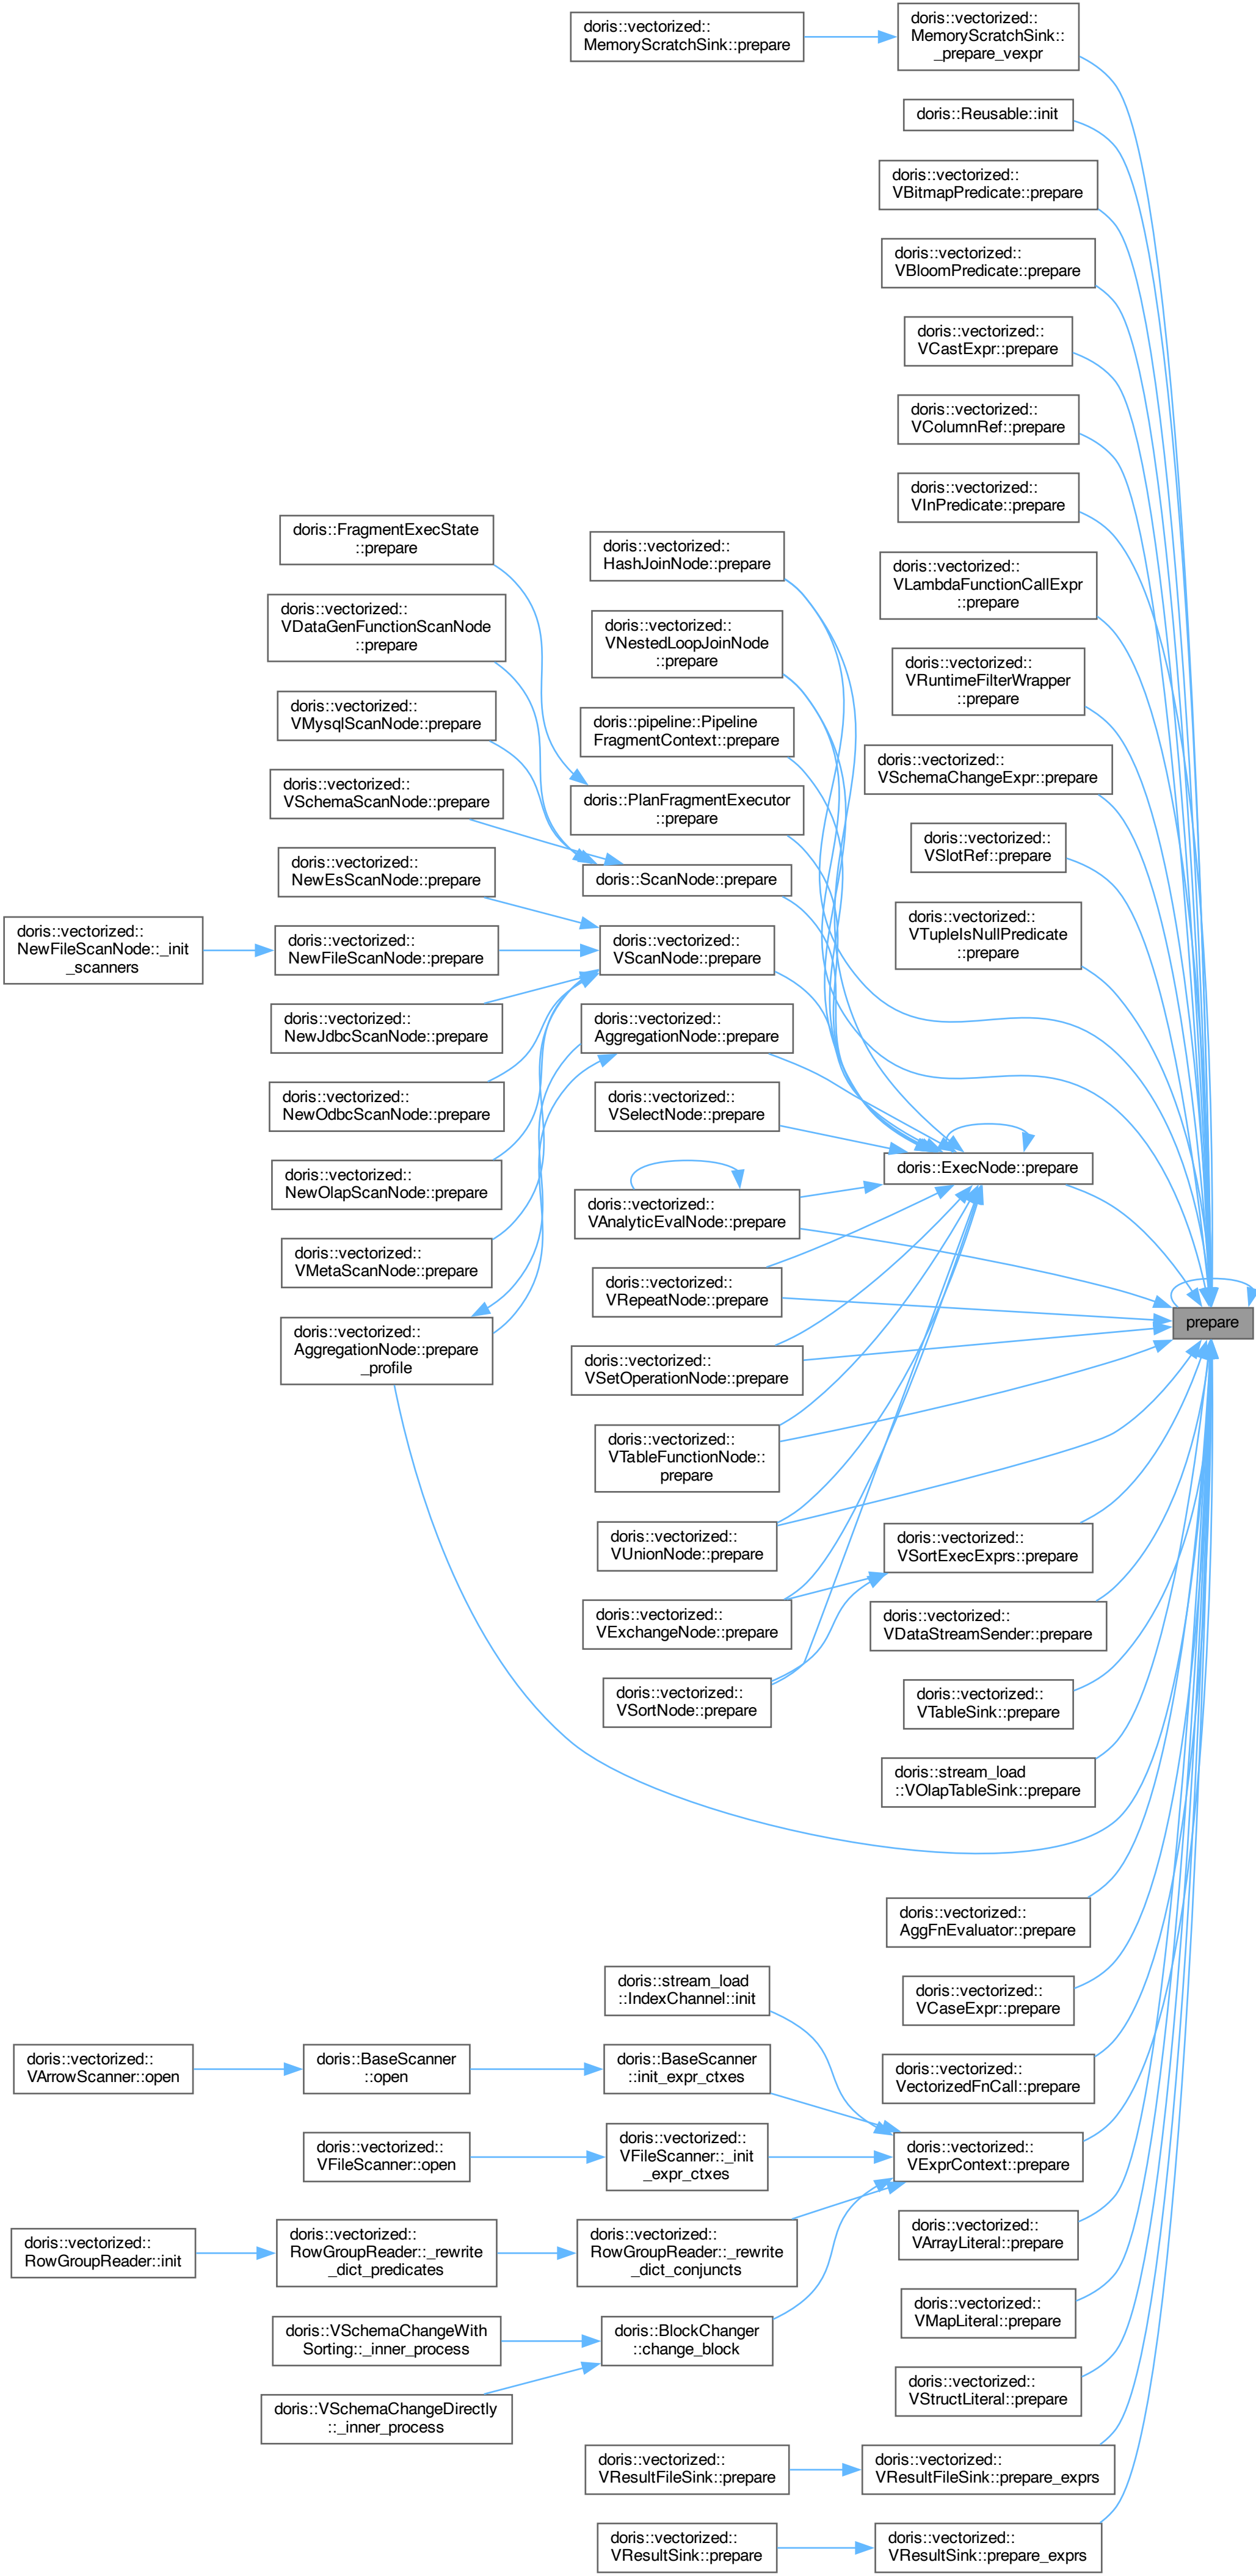 doris::vectorized::
MemoryScratchSink::prepare
doris::vectorized::
MemoryScratchSink::
_prepare_vexpr
doris::Reusable::init
doris::vectorized::
VBitmapPredicate::prepare
doris::vectorized::
VBloomPredicate::prepare
doris::vectorized::
VCastExpr::prepare
doris::vectorized::
VColumnRef::prepare
doris::vectorized::
VInPredicate::prepare
doris::FragmentExecState
::prepare
doris::vectorized::
HashJoinNode::prepare
doris::vectorized::
VLambdaFunctionCallExpr
::prepare
doris::vectorized::
VDataGenFunctionScanNode
::prepare
doris::vectorized::
VNestedLoopJoinNode
::prepare
doris::vectorized::
VRuntimeFilterWrapper
::prepare
doris::vectorized::
VMysqlScanNode::prepare
doris::pipeline::Pipeline
FragmentContext::prepare
doris::vectorized::
VSchemaChangeExpr::prepare
doris::vectorized::
VSchemaScanNode::prepare
doris::PlanFragmentExecutor
::prepare
doris::vectorized::
VSlotRef::prepare
doris::vectorized::
NewEsScanNode::prepare
doris::ScanNode::prepare
doris::vectorized::
VTupleIsNullPredicate
::prepare
doris::vectorized::
NewFileScanNode::_init
_scanners
doris::vectorized::
NewFileScanNode::prepare
doris::vectorized::
VScanNode::prepare
doris::vectorized::
NewJdbcScanNode::prepare
doris::vectorized::
AggregationNode::prepare
doris::vectorized::
NewOdbcScanNode::prepare
doris::vectorized::
VSelectNode::prepare
doris::ExecNode::prepare
doris::vectorized::
NewOlapScanNode::prepare
doris::vectorized::
VAnalyticEvalNode::prepare
doris::vectorized::
VMetaScanNode::prepare
doris::vectorized::
VRepeatNode::prepare
prepare
doris::vectorized::
AggregationNode::prepare
_profile
doris::vectorized::
VSetOperationNode::prepare
doris::vectorized::
VTableFunctionNode::
prepare
doris::vectorized::
VUnionNode::prepare
doris::vectorized::
VSortExecExprs::prepare
doris::vectorized::
VExchangeNode::prepare
doris::vectorized::
VDataStreamSender::prepare
doris::vectorized::
VSortNode::prepare
doris::vectorized::
VTableSink::prepare
doris::stream_load
::VOlapTableSink::prepare
doris::vectorized::
AggFnEvaluator::prepare
doris::stream_load
::IndexChannel::init
doris::vectorized::
VCaseExpr::prepare
doris::vectorized::
VArrowScanner::open
doris::BaseScanner
::open
doris::BaseScanner
::init_expr_ctxes
doris::vectorized::
VectorizedFnCall::prepare
doris::vectorized::
VFileScanner::open
doris::vectorized::
VFileScanner::_init
_expr_ctxes
doris::vectorized::
VExprContext::prepare
doris::vectorized::
RowGroupReader::init
doris::vectorized::
RowGroupReader::_rewrite
_dict_predicates
doris::vectorized::
RowGroupReader::_rewrite
_dict_conjuncts
doris::vectorized::
VArrayLiteral::prepare
doris::VSchemaChangeWith
Sorting::_inner_process
doris::BlockChanger
::change_block
doris::vectorized::
VMapLiteral::prepare
doris::VSchemaChangeDirectly
::_inner_process
doris::vectorized::
VStructLiteral::prepare
doris::vectorized::
VResultFileSink::prepare
doris::vectorized::
VResultFileSink::prepare_exprs
doris::vectorized::
VResultSink::prepare
doris::vectorized::
VResultSink::prepare_exprs